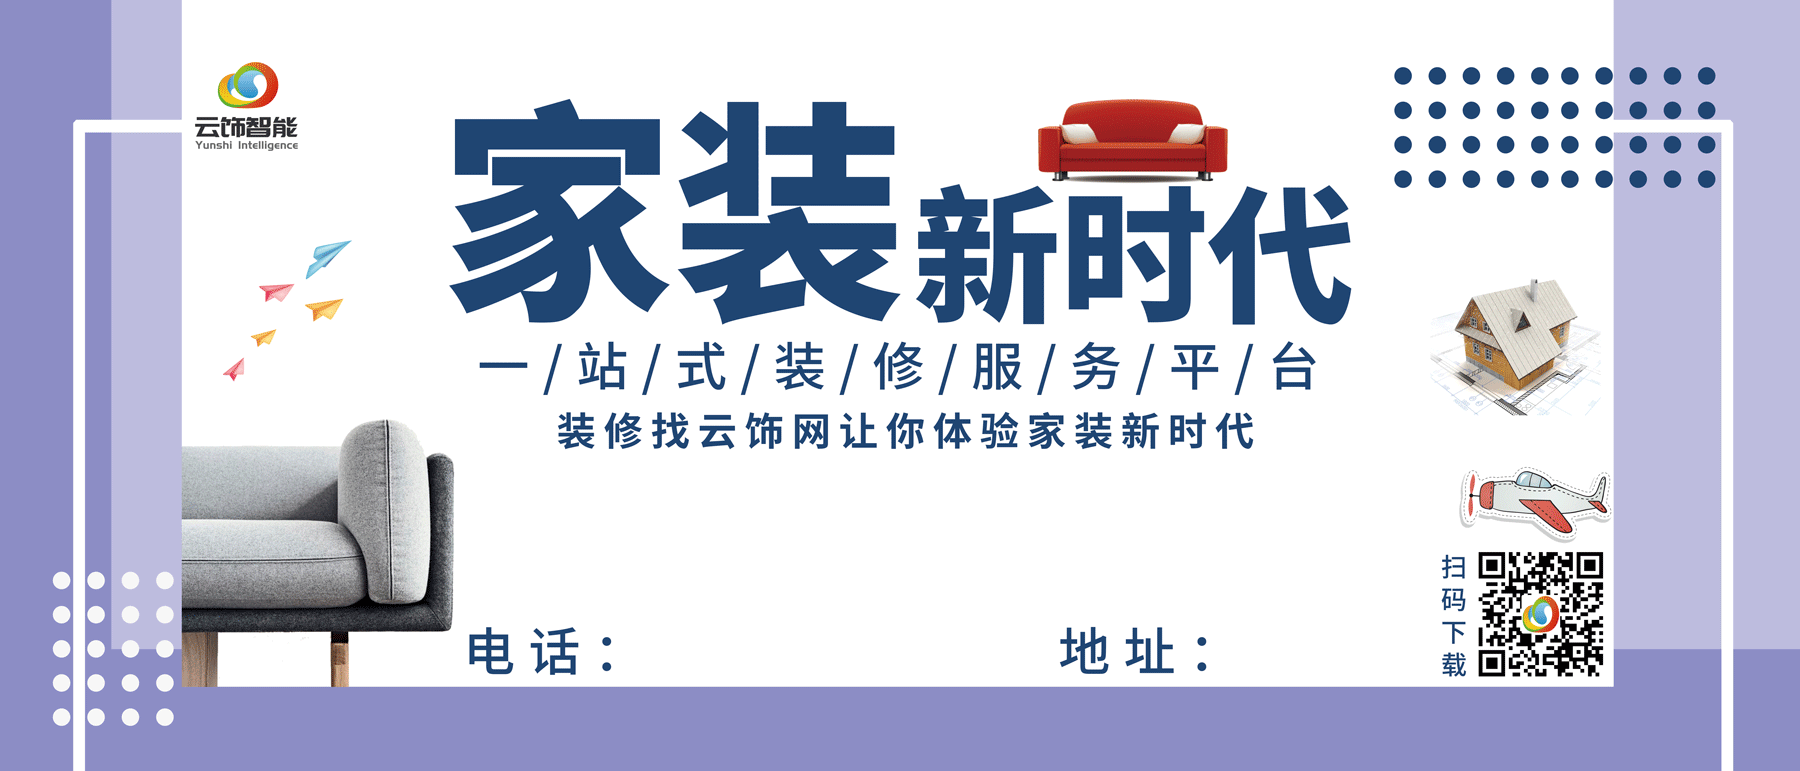 云饰智能
Yunshi Intelligence
家装新时代
一/站/式/装/修/服/务/平/台
装修找云饰网让你体验家装新时代
电话：
地址：
扫码下载